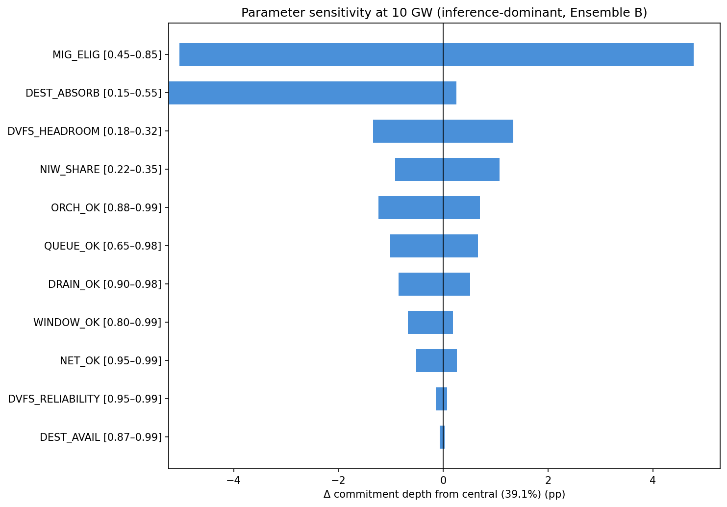 Parameter sensitivity at 10 GW (inference-dominant, Ensemble B)
MIG_ELIG [0.45–0.85]
DEST_ABSORB [0.15–0.55]
DVFS_HEADROOM [0.18–0.32]
NIW_SHARE [0.22–0.35]
ORCH_OK [0.88–0.99]
QUEUE_OK [0.65–0.98]
DRAIN_OK [0.90–0.98]
WINDOW_OK [0.80–0.99]
NET_OK [0.95–0.99]
DVFS_RELIABILITY [0.95–0.99]
DEST_AVAIL [0.87–0.99]
−4 −2 0 2 4
Δ commitment depth from central (39.1%) (pp)